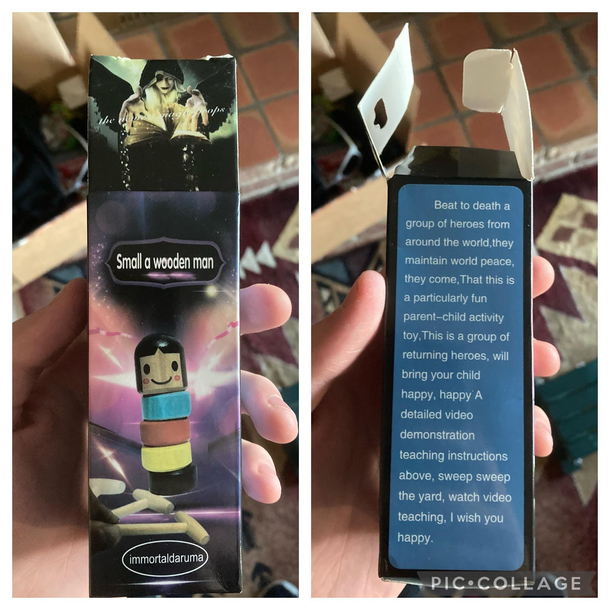 the
Small a wooden man
immortaldaruma
Beat to death a
group of heroes from
around the world,they
maintain world peace,
they come,That this is
a particularly fun
parent–child activity
toy,This is a group of
returning heroes, will
bring your child
happy, happy A
detailed video
demonstration
teaching instructions
above, sweep sweep
the yard, watch video
teaching, I wish you
happy.
PIC•COLLAGE